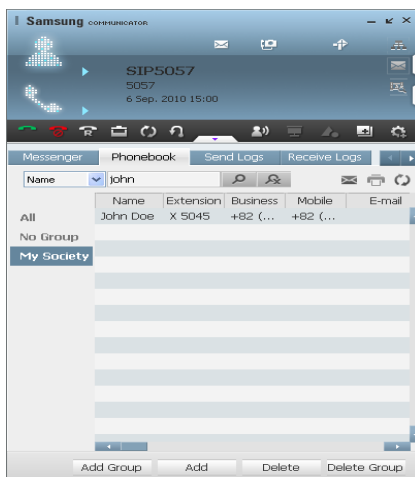 Samsung COMMUNICATOR
SIP5057
5057
6 Sep. 2010 15:00
Messenger Phonebook Send Logs Receive Logs
Name john
Name Extension Business Mobile E-mail
All John Doe X 5045 +82 (... +82 (...
No Group
My Society
Add Group Add Delete Delete Group